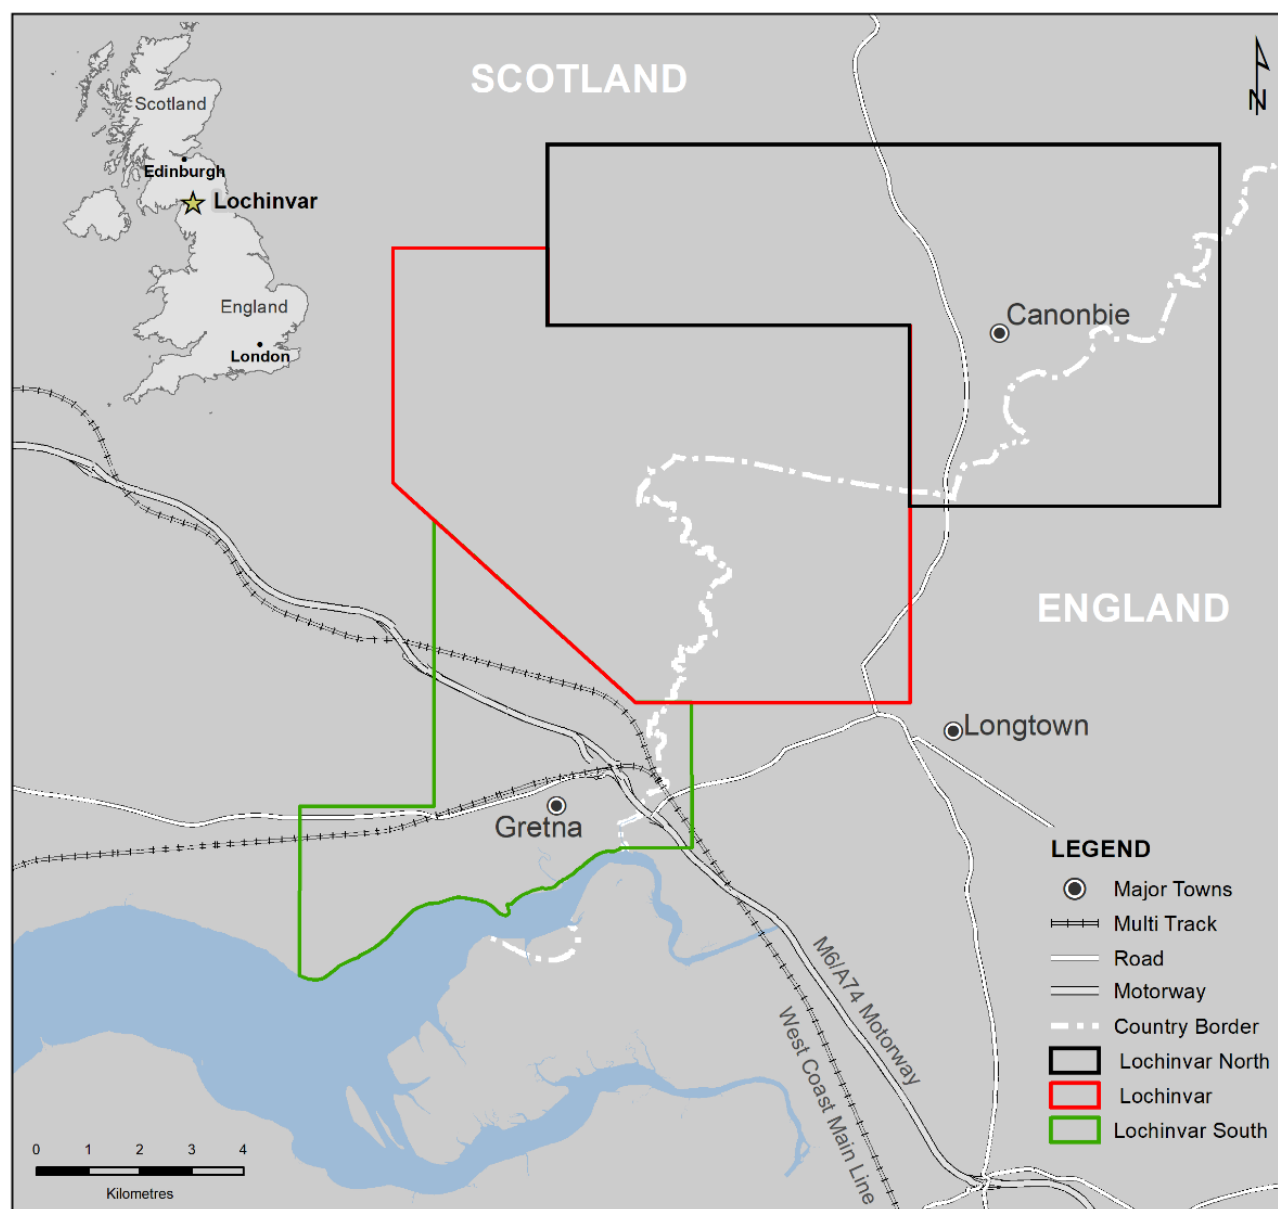 SCOTLAND
N
Scotland
Edinburgh
Lochinvar
England
London
Canonbie
ENGLAND
Longtown
Gretna
M6/A74 Motorway
West Coast Main Line
LEGEND
Major Towns
Multi Track
Road
Motorway
Country Border
Lochinvar North
Lochinvar
Lochinvar South
0 1 2 3 4
Kilometres